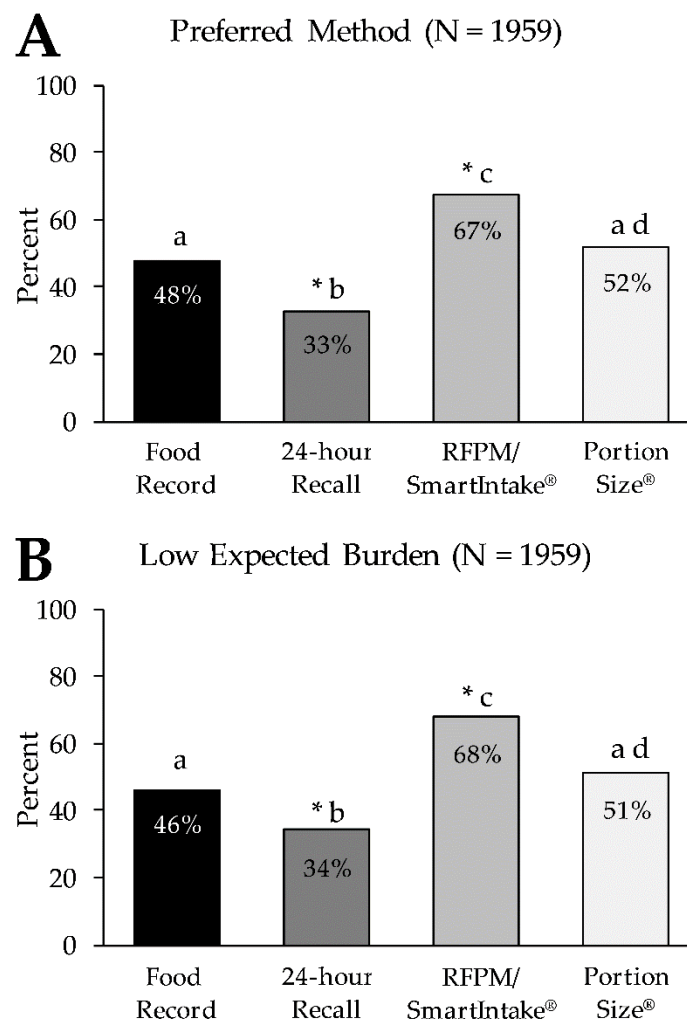 A Preferred Method (N = 1959)
Percent
100
80
60
40
20
0
a
* b
* c
a d
48%
33%
67%
52%
Food Record
24-hour Recall
RFPM/ SmartIntake®
Portion Size®
B Low Expected Burden (N = 1959)
Percent
100
80
60
40
20
0
a
* b
* c
a d
46%
34%
68%
51%
Food Record
24-hour Recall
RFPM/ SmartIntake®
Portion Size®